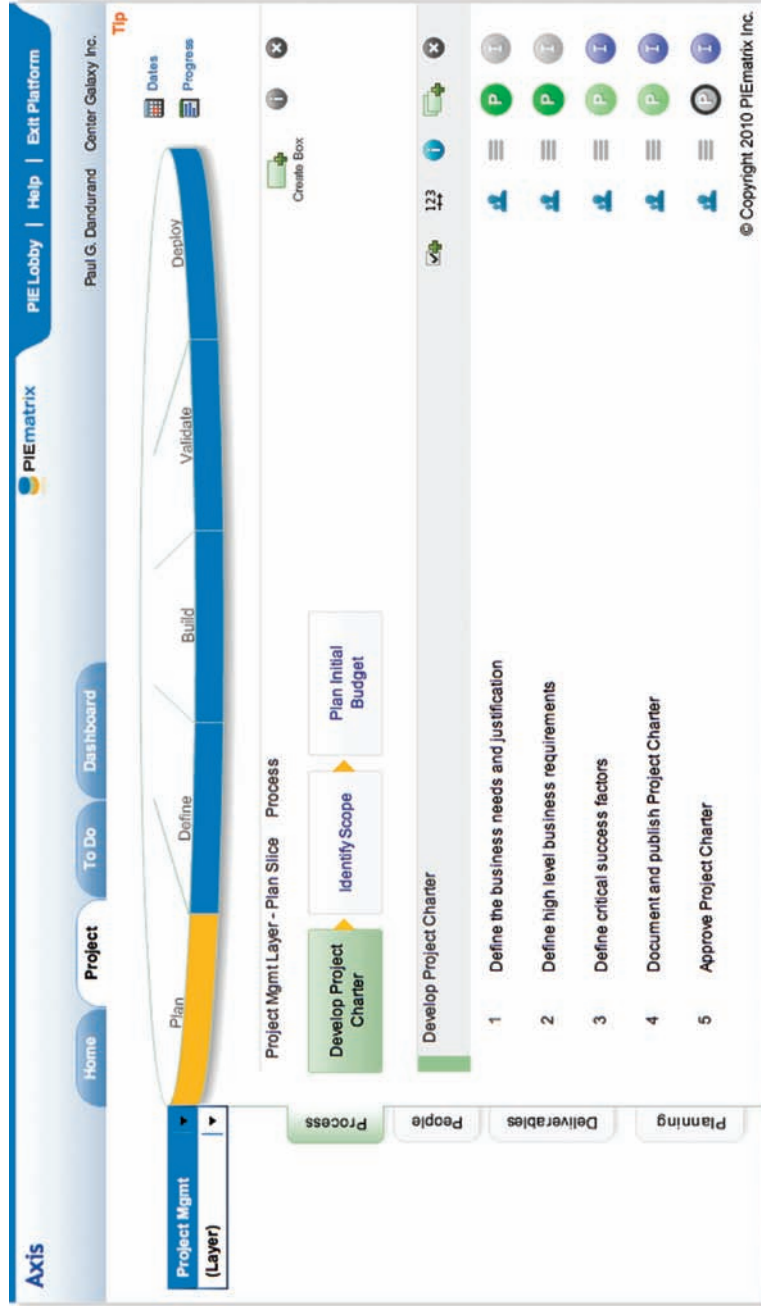 Axis
PIEmatrix
PIE Lobby | Help | Exit Platform
Home
Project
To Do
Dashboard
Paul G. Dandurand Center Galaxy Inc.
Tip
Project Mgmt
(Layer)
Plan
Define
Build
Validate
Deploy
Dates
Progress
Process
People
Deliverables
Planning
Project Mgmt Layer - Plan Slice Process
Create Box
Develop Project
Charter
Identify Scope
Plan Initial
Budget
Develop Project Charter
123
i
1 Define the business needs and justification P I
2 Define high level business requirements P I
3 Define critical success factors P I
4 Document and publish Project Charter P I
5 Approve Project Charter P I
© Copyright 2010 PIEmatrix Inc.